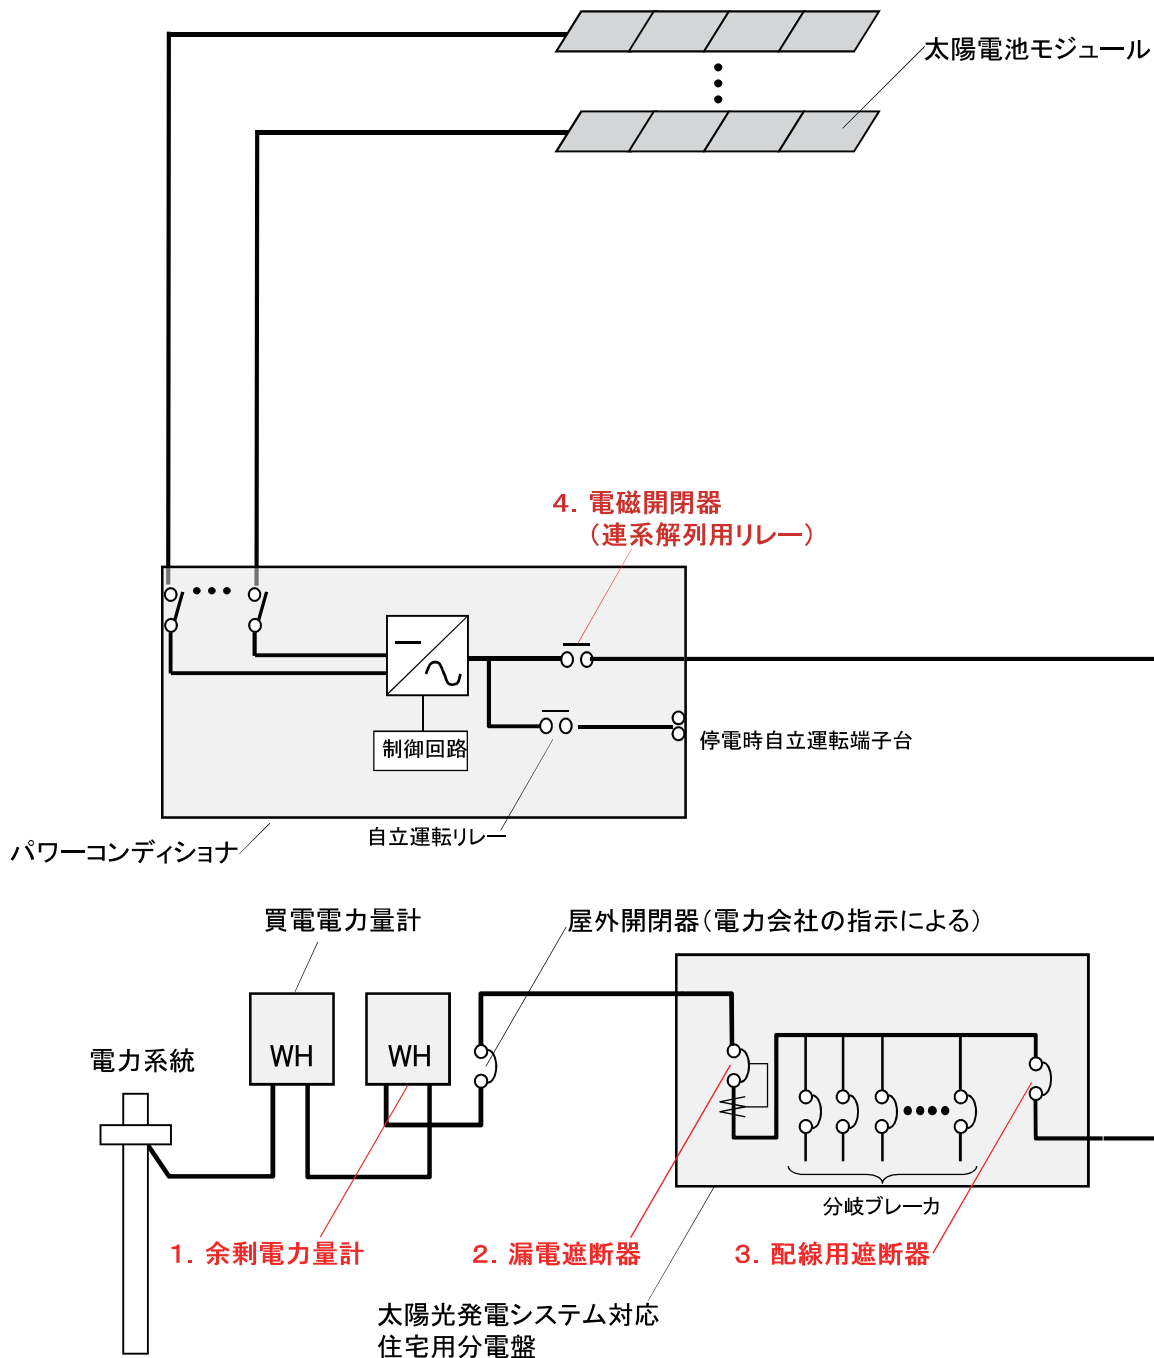 太陽電池モジュール
4. 電磁開閉器
(連系解列用リレー)
制御回路
停電時自立運転端子台
自立運転リレー
パワーコンディショナ
買電電力量計
屋外開閉器(電力会社の指示による)
電力系統
WH
WH
分岐ブレーカ
1. 余剰電力量計
2. 漏電遮断器
3. 配線用遮断器
太陽光発電システム対応
住宅用分電盤